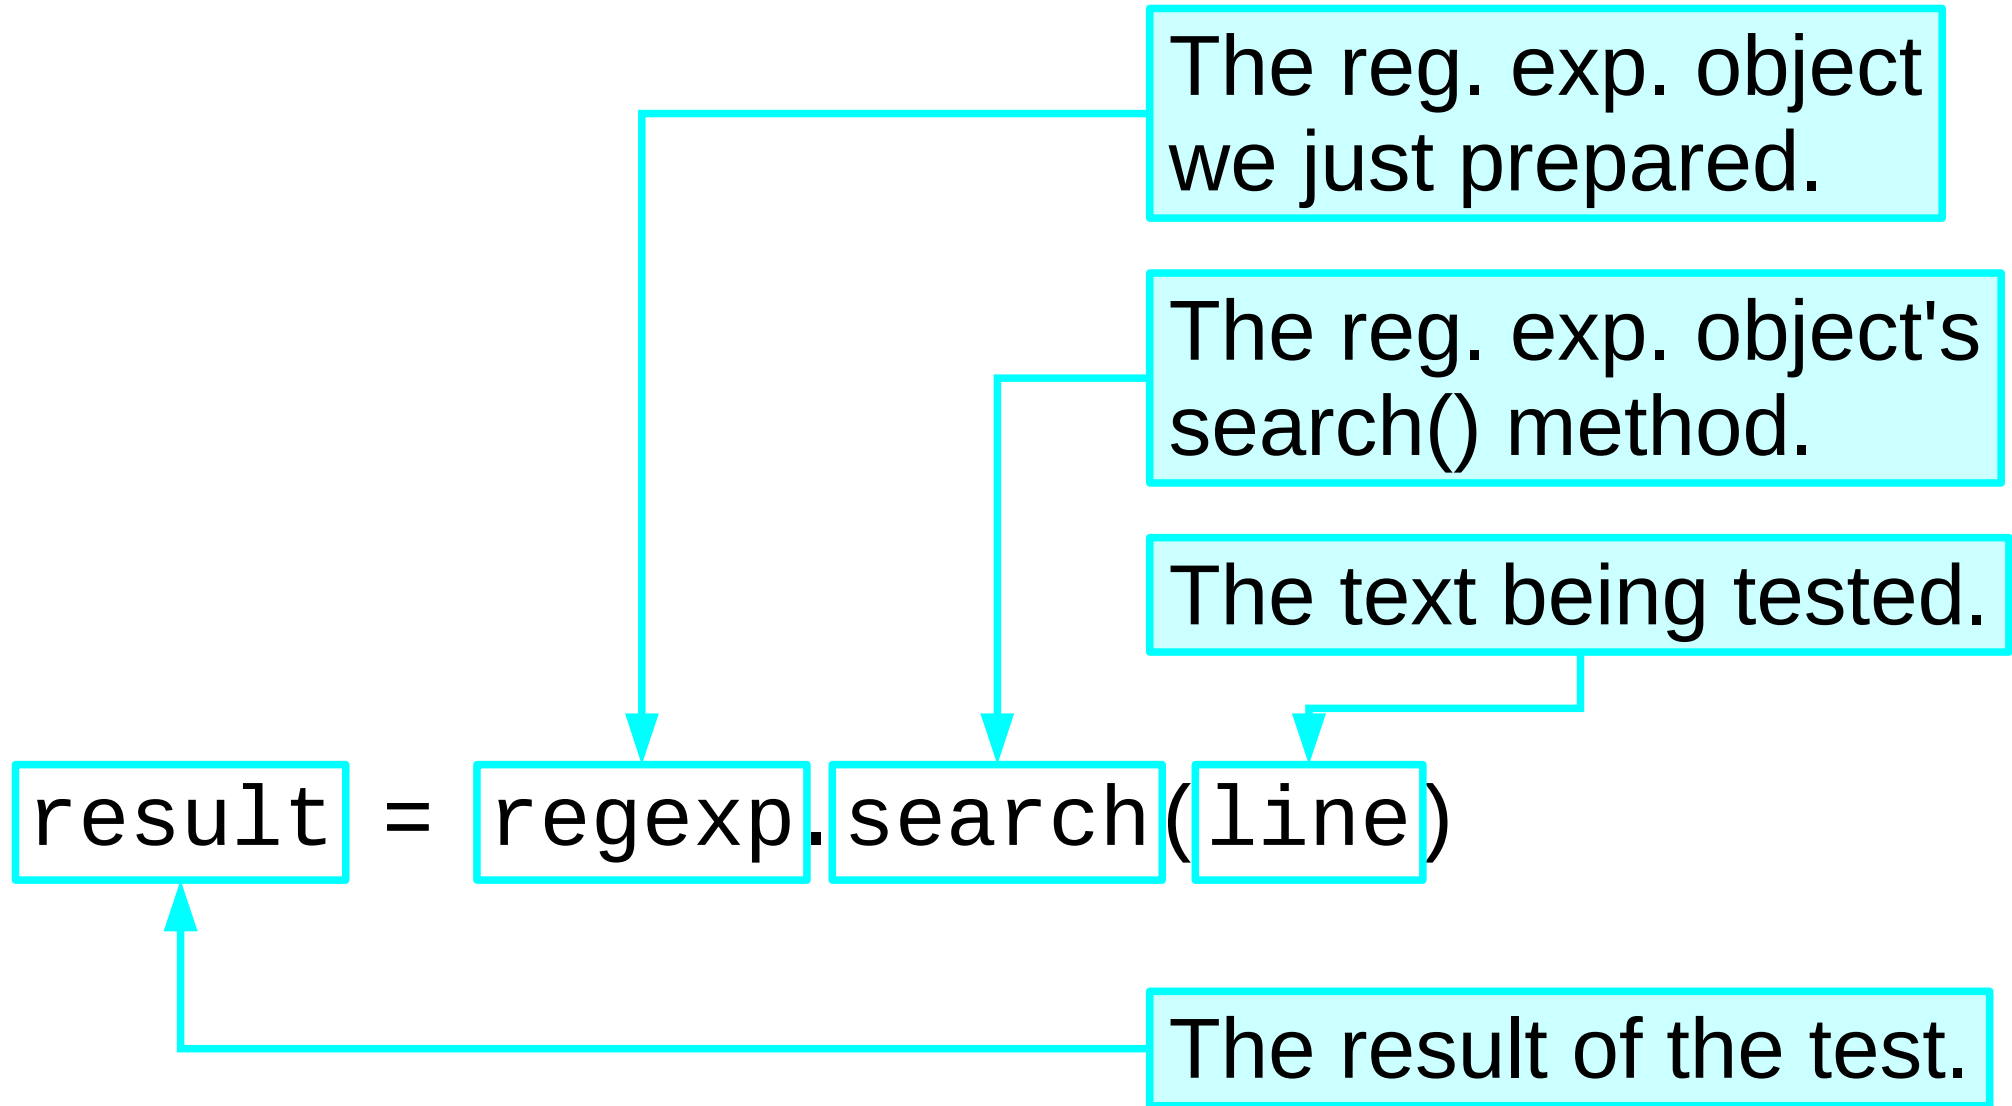 The reg. exp. object
we just prepared.
The reg. exp. object's
search() method.
The text being tested.
result = regexp.search(line)
The result of the test.